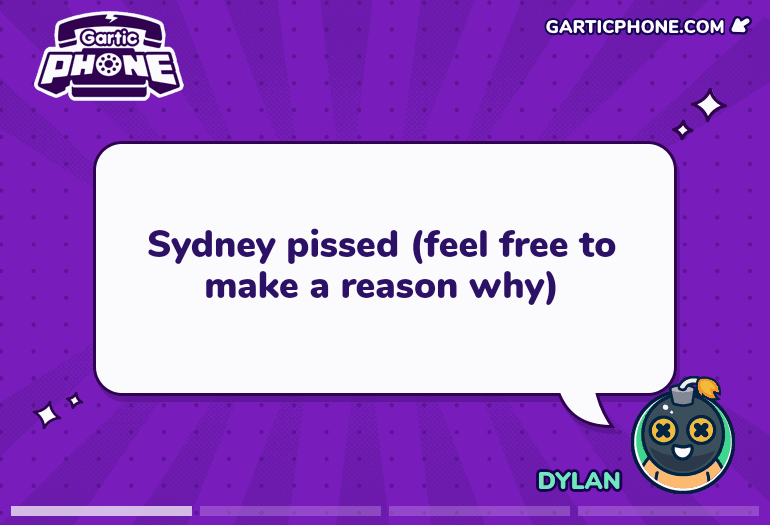 Gartic
PHONE
GARTICPHONE.COM
Sydney pissed (feel free to
make a reason why)
DYLAN